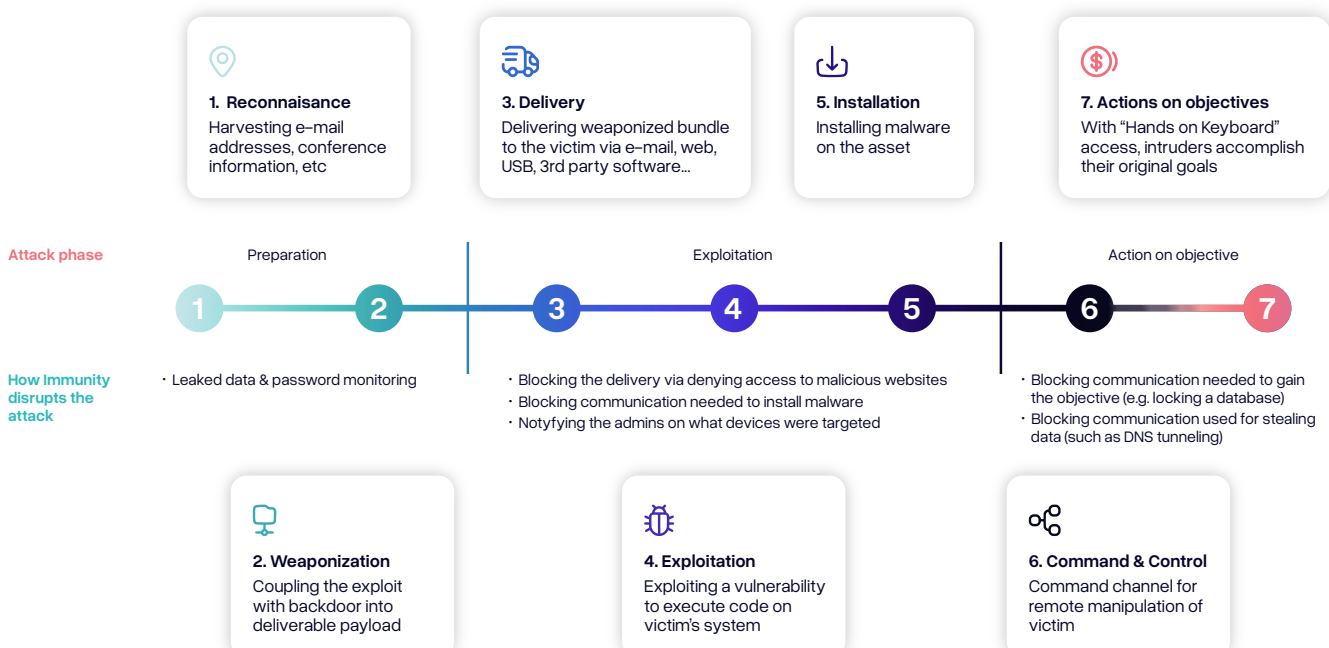 1. Reconnaisance
Harvesting e-mail
addresses, conference
information, etc
3. Delivery
Delivering weaponized bundle
to the victim via e-mail, web,
USB, 3rd party software...
5. Installation
Installing malware
on the asset
7. Actions on objectives
With “Hands on Keyboard”
access, intruders accomplish
their original goals
Attack phase
Preparation
Exploitation
Action on objective
1
2
3
4
5
6
7
How Immunity
disrupts the
attack
· Leaked data & password monitoring
· Blocking the delivery via denying access to malicious websites
· Blocking communication needed to install malware
· Notyfying the admins on what devices were targeted
· Blocking communication needed to gain
the objective (e.g. locking a database)
· Blocking communication used for stealing
data (such as DNS tunneling)
2. Weaponization
Coupling the exploit
with backdoor into
deliverable payload
4. Exploitation
Exploiting a vulnerability
to execute code on
victim’s system
6. Command & Control
Command channel for
remote manipulation of
victim